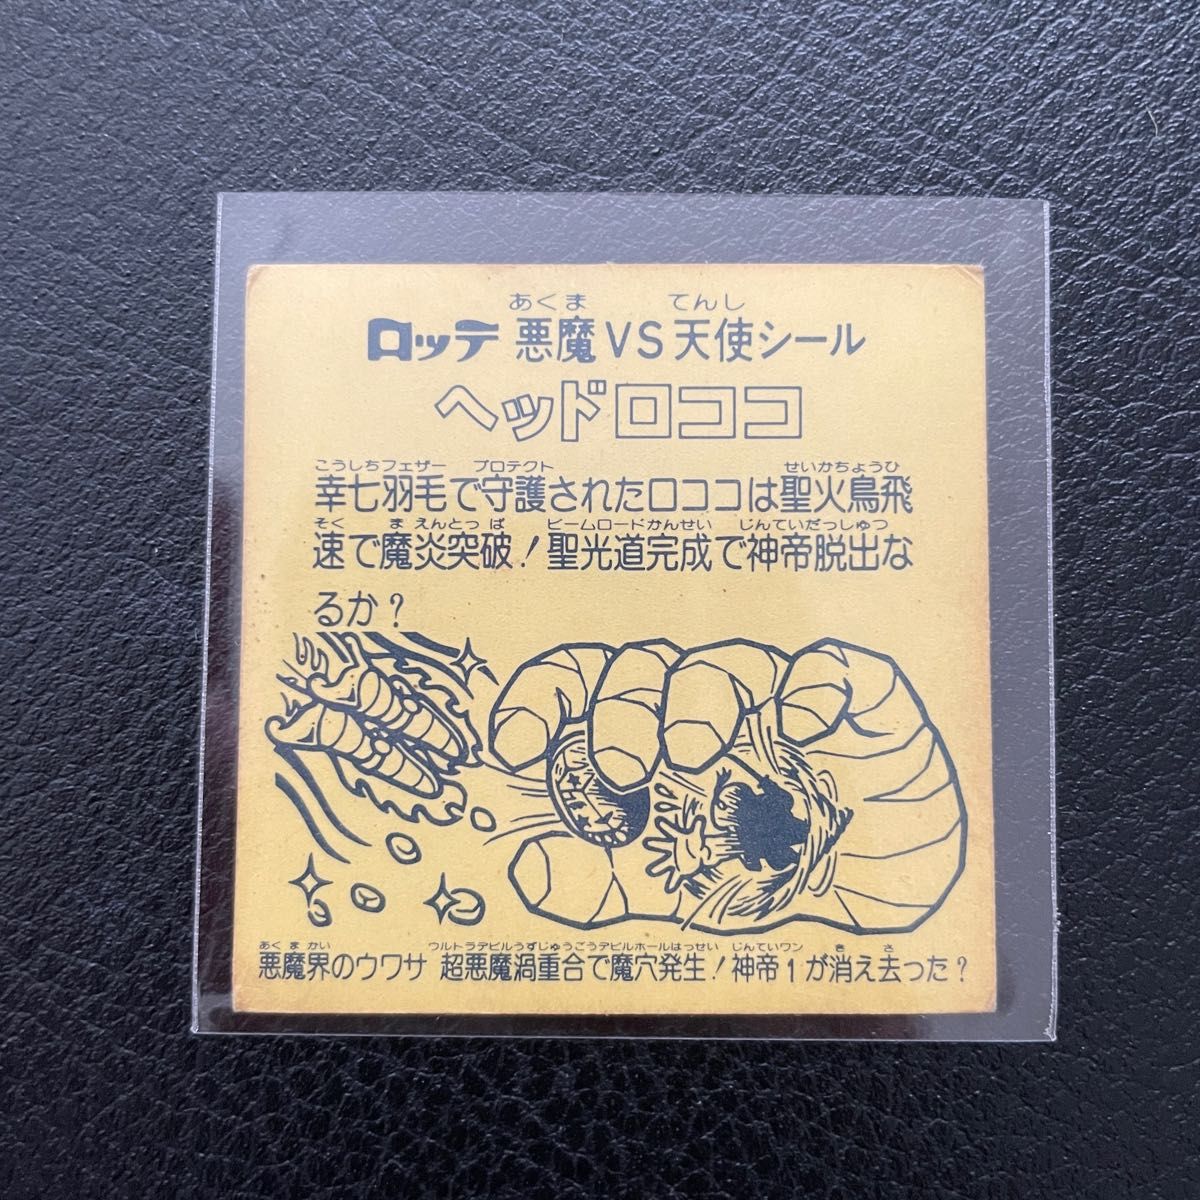 あくま てんし
ロッテ 悪魔VS天使シール
ヘッドロココ
こうしちフェザー プロテクト せいかちょうひ
幸七羽毛で守護されたロココは聖火鳥飛
そく ま えんとっ ぱ ビームロードかんせい じんていだっしゅつ
速で魔炎突破！聖光道完成で神帝脱出な
るか？
あく ま かい ウルトラデビルうずじゅうごうデビルホールはっせい じんていワン き さ
悪魔界のウワサ 超悪魔渦重合で魔穴発生！神帝1が消え去った？